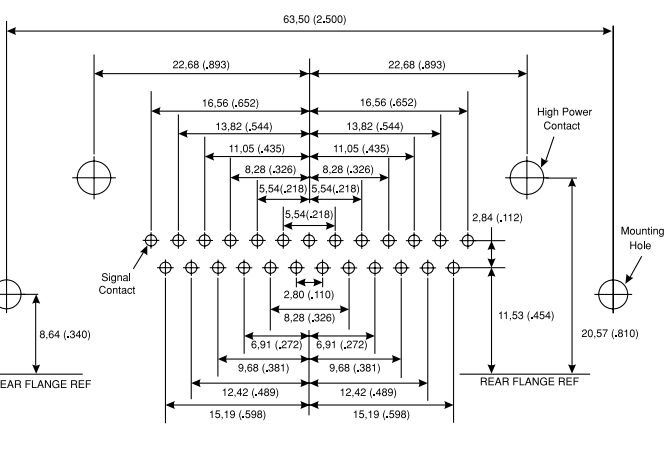 63,50 (2.500)
22,68 (.893) 22,68 (.893)
16,56 (.652) 16,56 (.652)
High Power
Contact
13,82 (.544) 13,82 (.544)
11,05 (.435) 11,05 (.435)
8,28 (.326) 8,28 (.326)
5,54(.218) 5,54(.218)
5,54(.218)
2,84 (.112)
Mounting
Hole
Signal
Contact
2,80 (.110)
8,28 (.326)
11,53 (.454)
8,64 (.340)
20,57 (.810)
6,91 (.272) 6,91 (.272)
9,68 (.381) 9,68 (.381)
EAR FLANGE REF
REAR FLANGE REF
12,42 (.489) 12,42 (.489)
15,19 (.598) 15,19 (.598)